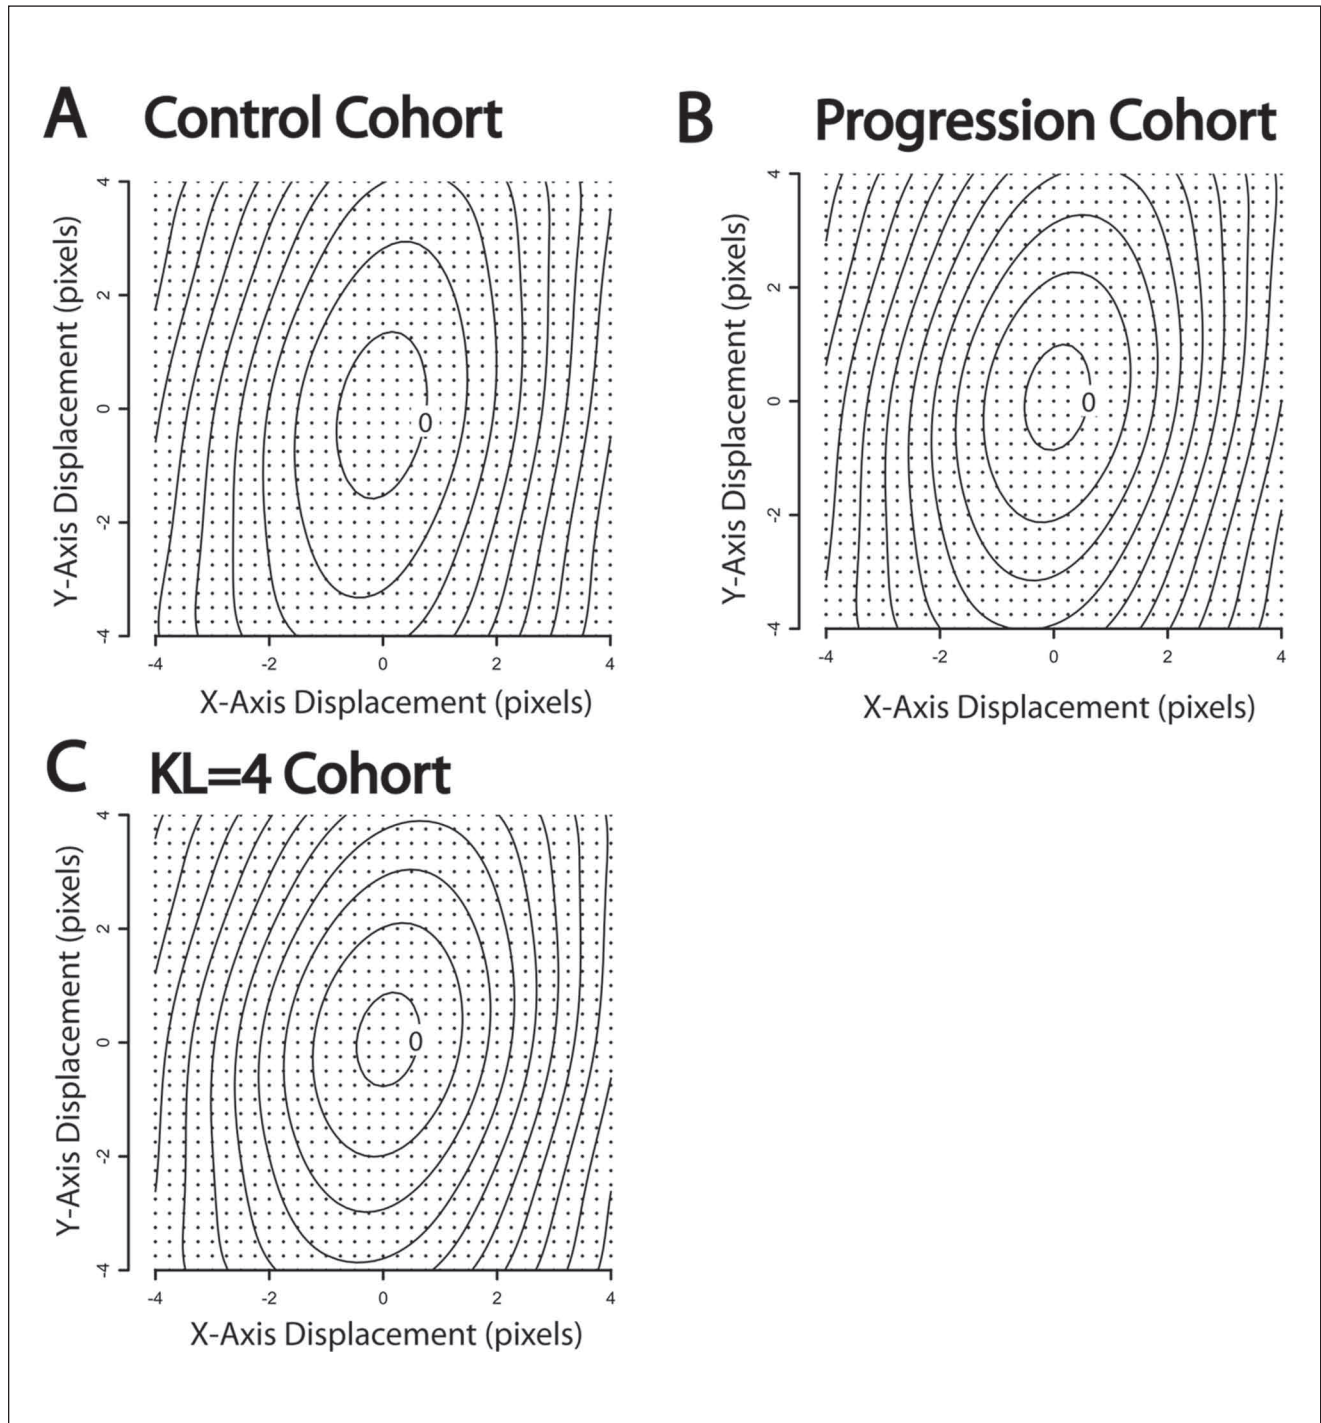 A Control Cohort
Y-Axis Displacement (pixels)
4
2
0
-2
-4
0
-4 -2 0 2 4
X-Axis Displacement (pixels)
B Progression Cohort
Y-Axis Displacement (pixels)
4
2
0
-2
-4
0
-4 -2 0 2 4
X-Axis Displacement (pixels)
C KL=4 Cohort
Y-Axis Displacement (pixels)
4
2
0
-2
-4
0
-4 -2 0 2 4
X-Axis Displacement (pixels)